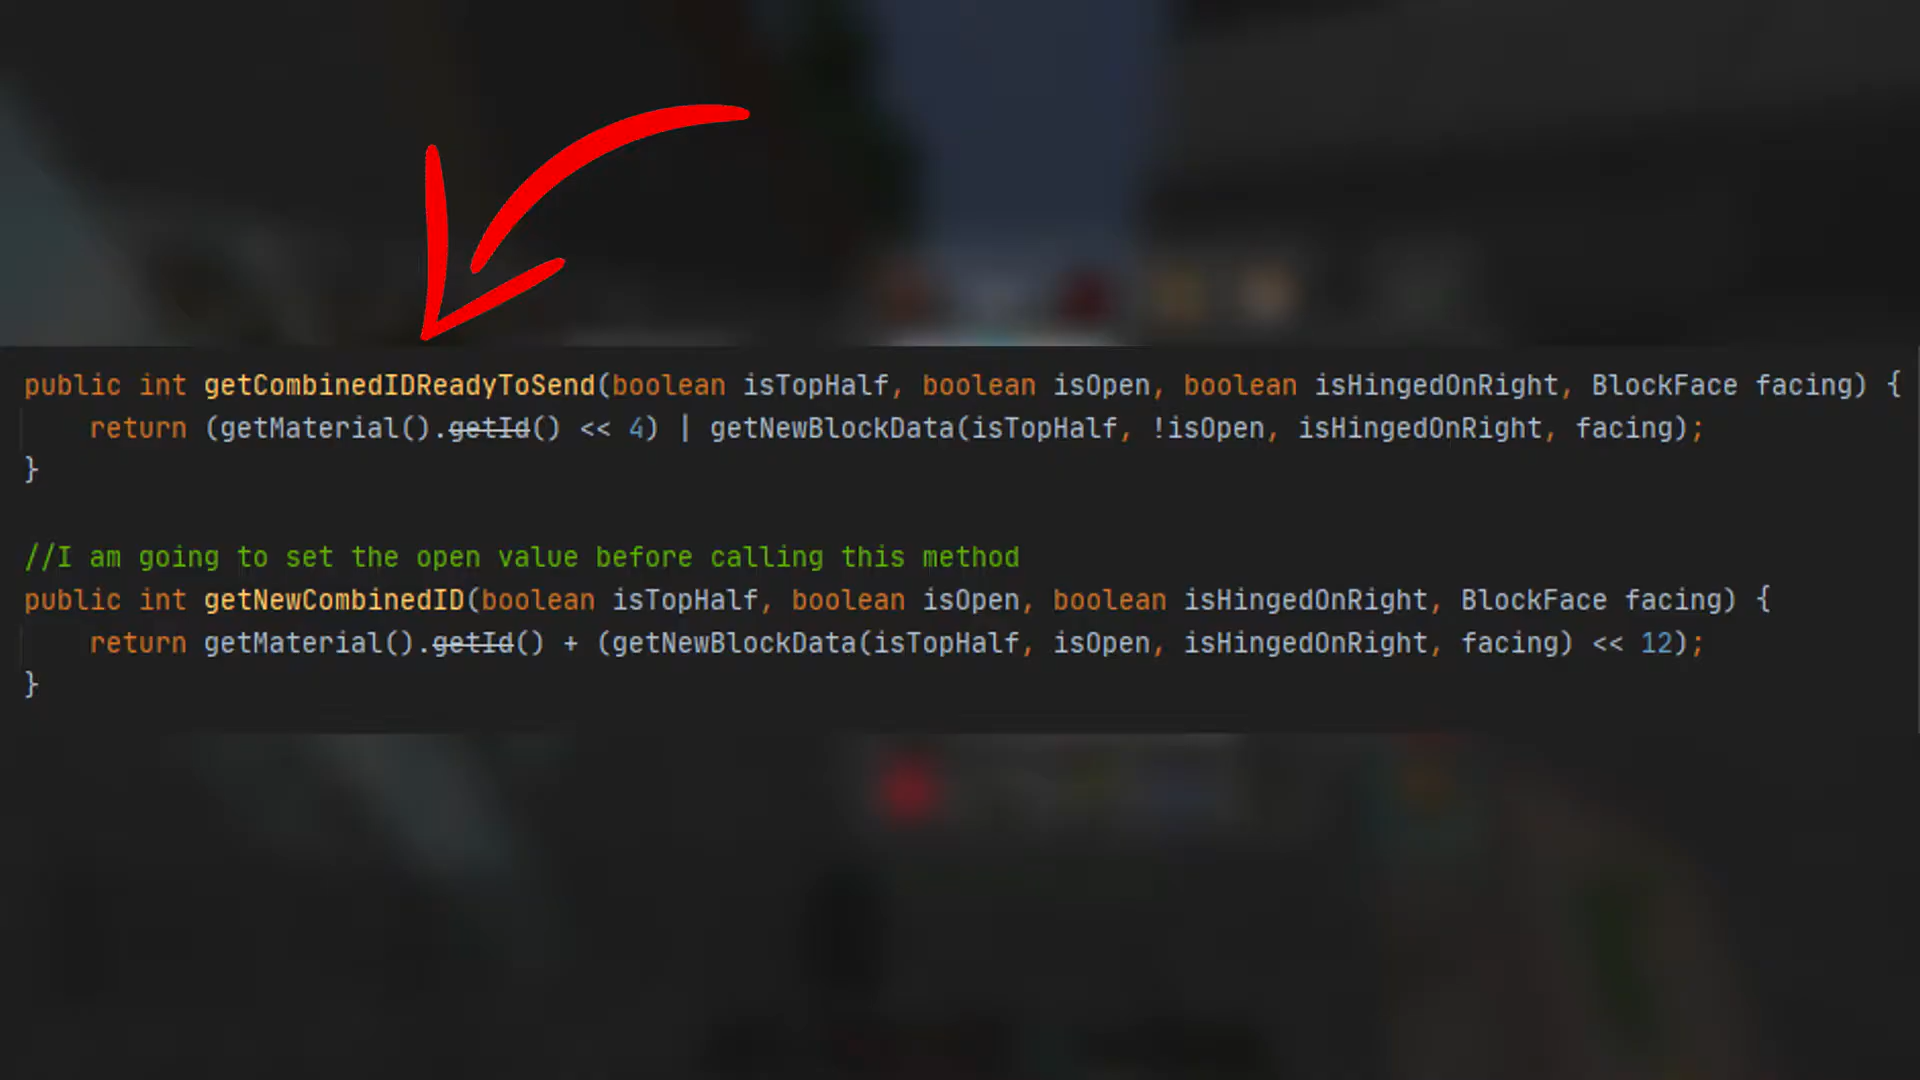 public int getCombinedIDReadyToSend(boolean isTopHalf, boolean isOpen, boolean isHingedOnRight, BlockFace facing) {
return (getMaterial().getId() << 4) | getNewBlockData(isTopHalf, !isOpen, isHingedOnRight, facing);
}
//I am going to set the open value before calling this method
public int getNewCombinedID(boolean isTopHalf, boolean isOpen, boolean isHingedOnRight, BlockFace facing) {
return getMaterial().getId() + (getNewBlockData(isTopHalf, isOpen, isHingedOnRight, facing) << 12);
}